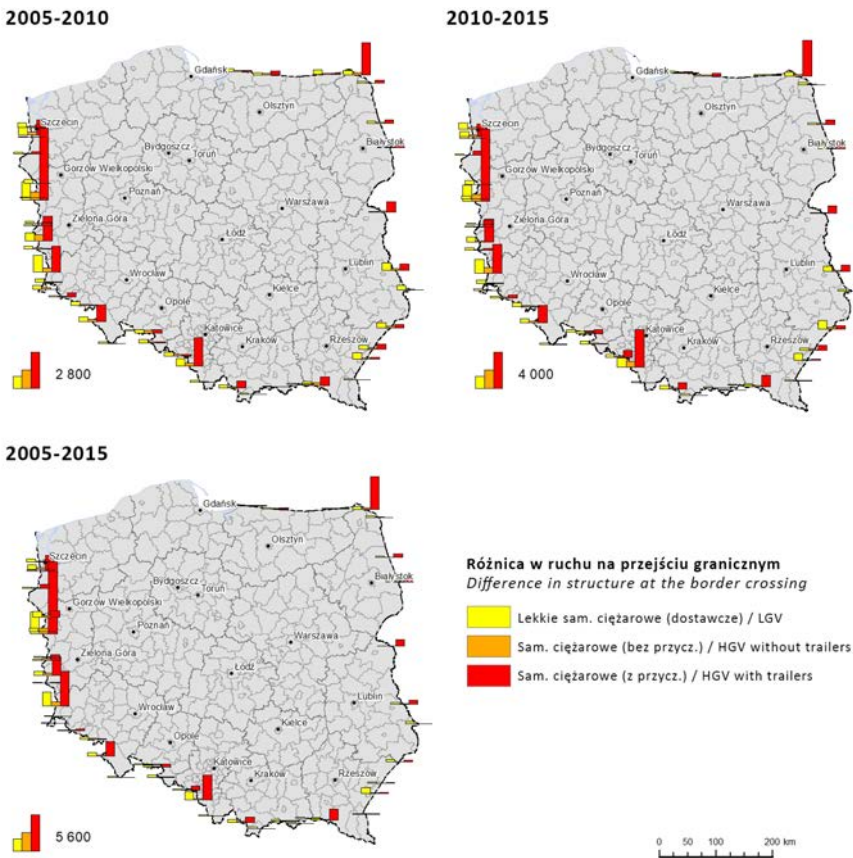 2005-2010
Gdańsk
Olsztyn
Szczecin
Białystok
Bydgoszcz
Toruń
Gorzów Wielkopolski
Poznań
Warszawa
Zielona Góra
Łódź
Lublin
Wrocław
Kielce
Opole
Katowice
Kraków
Rzeszów
2 800
2010-2015
Gdańsk
Olsztyn
Szczecin
Białystok
Bydgoszcz
Toruń
Gorzów Wielkopolski
Poznań
Warszawa
Zielona Góra
Łódź
Lublin
Wrocław
Kielce
Opole
Katowice
Kraków
Rzeszów
4 000
2005-2015
Gdańsk
Olsztyn
Szczecin
Białystok
Bydgoszcz
Toruń
Gorzów Wielkopolski
Poznań
Warszawa
Zielona Góra
Łódź
Lublin
Wrocław
Kielce
Opole
Katowice
Kraków
Rzeszów
5 600
Różnica w ruchu na przejściu granicznym
Difference in structure at the border crossing
Lekkie sam. ciężarowe (dostawcze) / LGV
Sam. ciężarowe (bez przycz.) / HGV without trailers
Sam. ciężarowe (z przycz.) / HGV with trailers
0 50 100 200 km